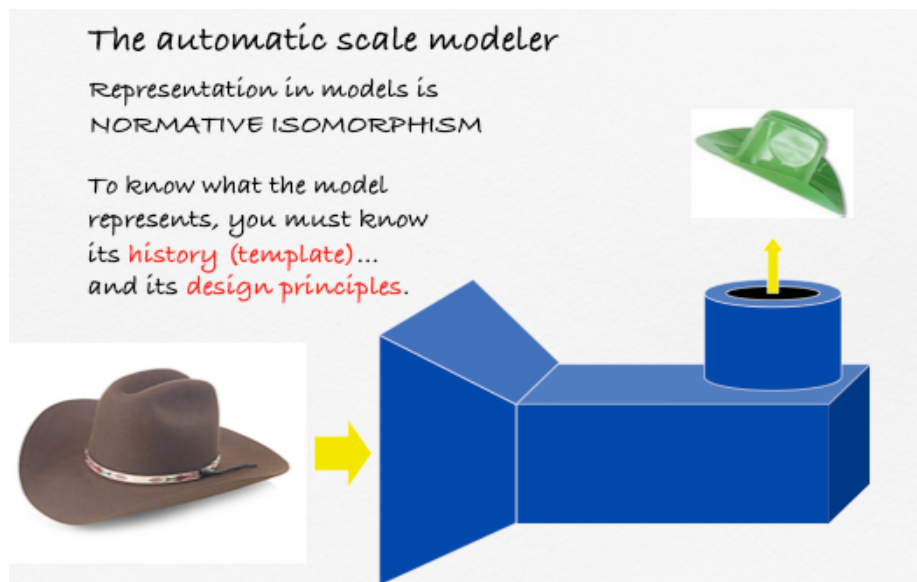 The automatic scale modeler
Representation in models is
NORMATIVE ISOMORPHISM
To know what the model
represents, you must know
its history (template)...
and its design principles.